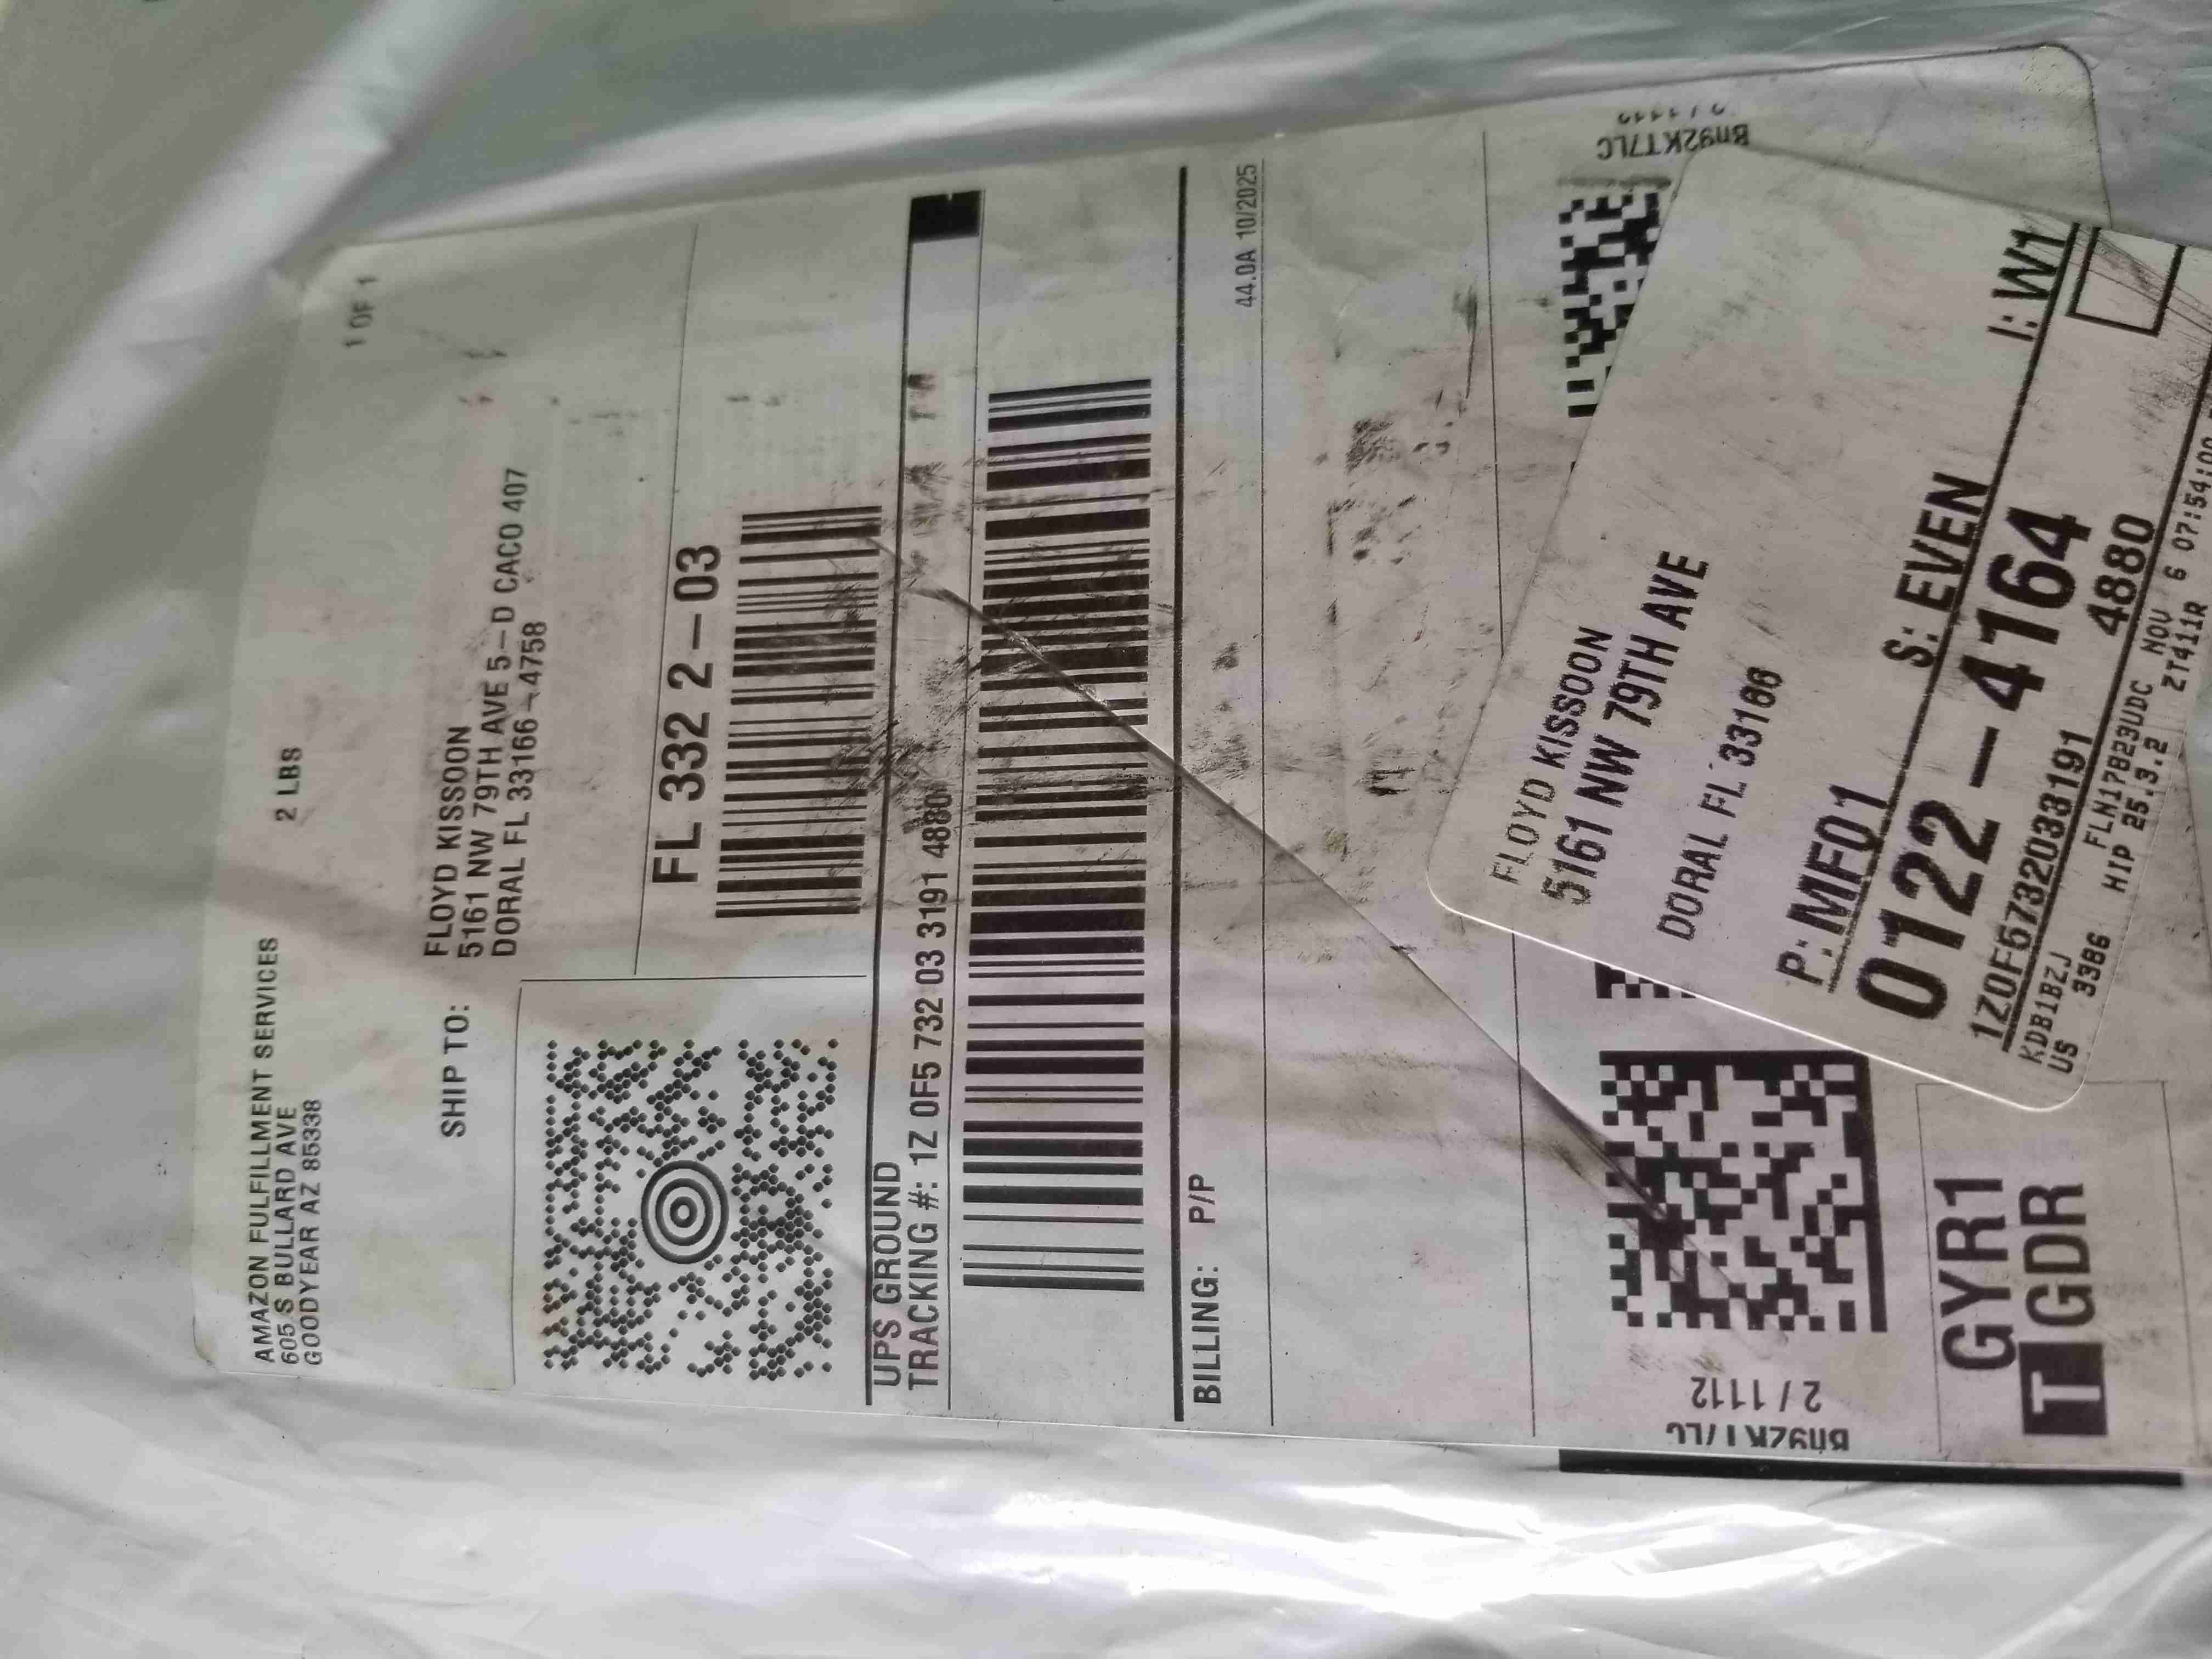 AMAZON FULFILLMENT SERVICES
605 S BULLARD AVE
GOODYEAR AZ 85338
2 LBS
1 OF 1
SHIP TO:
FLOYD KISSOON
5161 NW 79TH AVE 5-D CACO 407
DORAL FL 33166-4758
FL 332 2-03
UPS GROUND
TRACKING #: 1Z 0F5 732 03 3191 4880
BILLING: P/P
44.0A 10/2025
2 / 1112
Bn92KT7LC
GYR1
T GDR
FLOYD KISSOON
5161 NW 79TH AVE
DORAL FL 33166
P: MF01 S: EVEN I: W1
0122-4164
1Z0F57320333191 4880
KDB1BZJ FLN17B23UDC NOV 6 07:54:00
US 3386 HIP 25.3.2 ZT411R